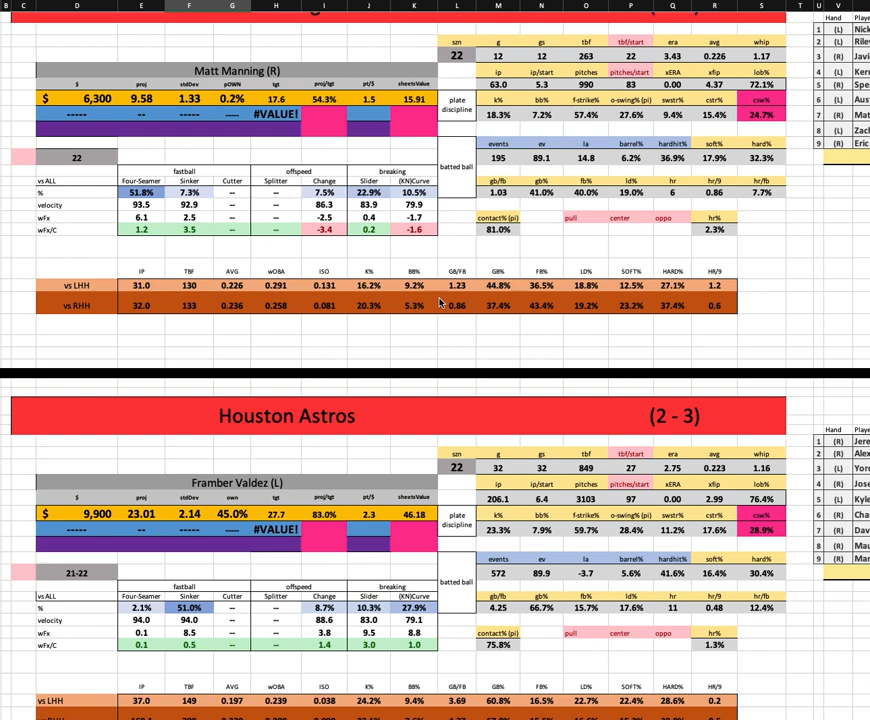 B C D E F G H I J K L M N O P Q R S T U V W
Hand Playe
szn g gs tbf tbf/start era avg whip
22 12 12 263 22 3.43 0.226 1.17
1 (L) Nick
2 (L) Rile
3 (R) Javi
4 (L) Kerr
5 (R) Spe
6 (L) Aus
7 (R) Mat
8 (L) Zac
9 (R) Eric
Matt Manning (R)
ip ip/start pitches pitches/start xERA xfip lob%
63.0 5.3 990 83 0.00 4.37 72.1%
$ proj stdDev pOWN tgt proj/tgt pt/$ sheetsValue
$ 6,300 9.58 1.33 0.2% 17.6 54.3% 1.5 15.91
----- -- ----- ----- #VALUE!
plate discipline
k% bb% f-strike% o-swing% (pi) swstr% cstr% csw%
18.3% 7.2% 57.4% 27.6% 9.4% 15.4% 24.7%
batted ball
events ev la barrel% hardhit% soft% hard%
195 89.1 14.8 6.2% 36.9% 17.9% 32.3%
gb/fb gb% fb% ld% hr hr/9 hr/fb
1.03 41.0% 40.0% 19.0% 6 0.86 7.7%
contact% (pi) pull center oppo hr%
81.0% 2.3%
22
fastball offspeed breaking
vs ALL Four-Seamer Sinker Cutter Splitter Change Slider (KN)Curve
% 51.8% 7.3% -- -- 7.5% 22.9% 10.5%
velocity 93.5 92.9 -- -- 86.3 83.9 79.9
wFx 6.1 2.5 -- -- -2.5 0.4 -1.7
wFx/C 1.2 3.5 -- -- -3.4 0.2 -1.6
IP TBF AVG wOBA ISO K% BB% GB/FB GB% FB% LD% SOFT% HARD% HR/9
vs LHH 31.0 130 0.226 0.291 0.131 16.2% 9.2% 1.23 44.8% 36.5% 18.8% 12.5% 27.1% 1.2
vs RHH 32.0 133 0.236 0.258 0.081 20.3% 5.3% 0.86 37.4% 43.4% 19.2% 23.2% 37.4% 0.6
Houston Astros (2 - 3)
Hand Playe
szn g gs tbf tbf/start era avg whip
22 32 32 849 27 2.75 0.223 1.16
1 (R) Jere
2 (R) Alex
3 (L) Yor
4 (R) Jos
5 (L) Kyle
6 (R) Cha
7 (R) Dav
8 (R) Mau
9 (R) Mar
Framber Valdez (L)
ip ip/start pitches pitches/start xERA xfip lob%
206.1 6.4 3103 97 0.00 2.99 76.4%
$ proj stdDev own tgt proj/tgt pt/$ sheetsValue
$ 9,900 23.01 2.14 45.0% 27.7 83.0% 2.3 46.18
----- -- ----- ----- #VALUE!
plate discipline
k% bb% f-strike% o-swing% (pi) swstr% cstr% csw%
23.3% 7.9% 59.7% 28.4% 11.2% 17.6% 28.9%
batted ball
events ev la barrel% hardhit% soft% hard%
572 89.9 -3.7 5.6% 41.6% 16.4% 30.4%
gb/fb gb% fb% ld% hr hr/9 hr/fb
4.25 66.7% 15.7% 17.6% 11 0.48 12.4%
contact% (pi) pull center oppo hr%
75.8% 1.3%
21-22
fastball offspeed breaking
vs ALL Four-Seamer Sinker Cutter Splitter Change Slider (KN)Curve
% 2.1% 51.0% -- -- 8.7% 10.3% 27.9%
velocity 94.0 94.0 -- -- 88.6 83.0 79.1
wFx 0.1 8.5 -- -- 3.8 9.5 8.8
wFx/C 0.1 0.5 -- -- 1.4 3.0 1.0
IP TBF AVG wOBA ISO K% BB% GB/FB GB% FB% LD% SOFT% HARD% HR/9
vs LHH 37.0 149 0.197 0.239 0.038 24.2% 9.4% 3.69 60.8% 16.5% 22.7% 22.4% 28.6% 0.2